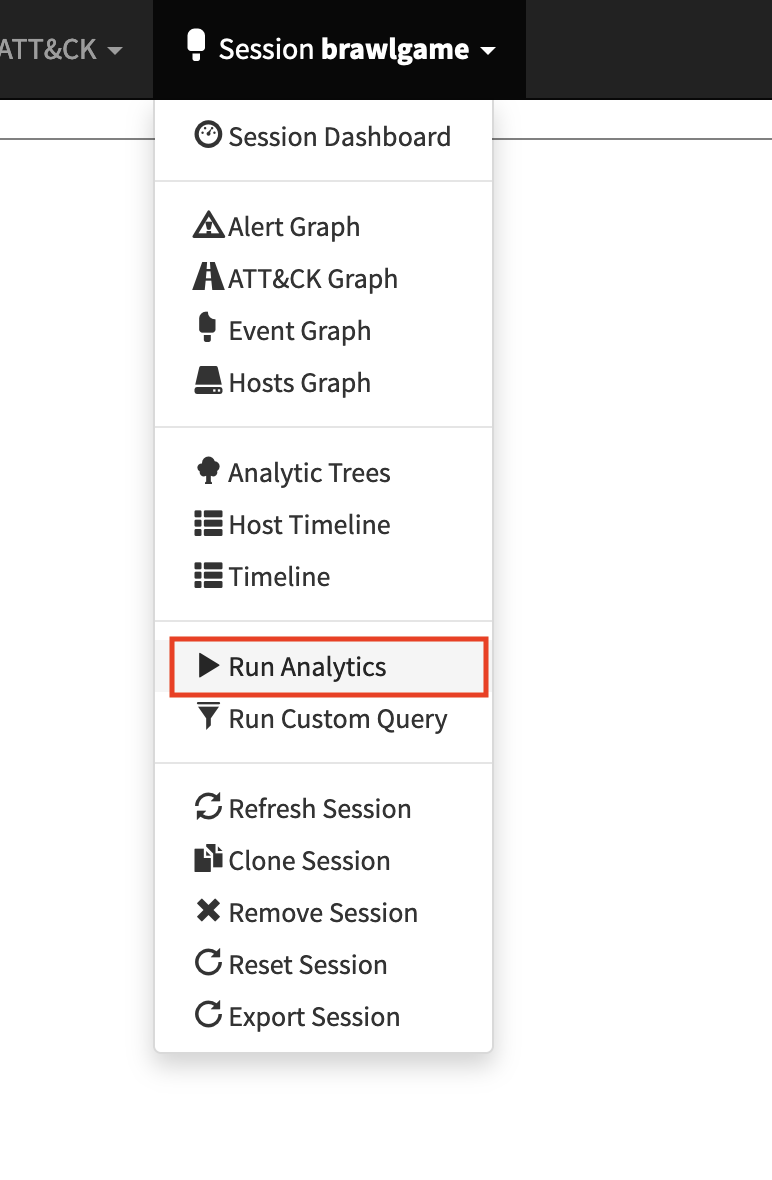 ATT&CK
Session brawlgame
Session Dashboard
Alert Graph
ATT&CK Graph
Event Graph
Hosts Graph
Analytic Trees
Host Timeline
Timeline
Run Analytics
Run Custom Query
Refresh Session
Clone Session
Remove Session
Reset Session
Export Session